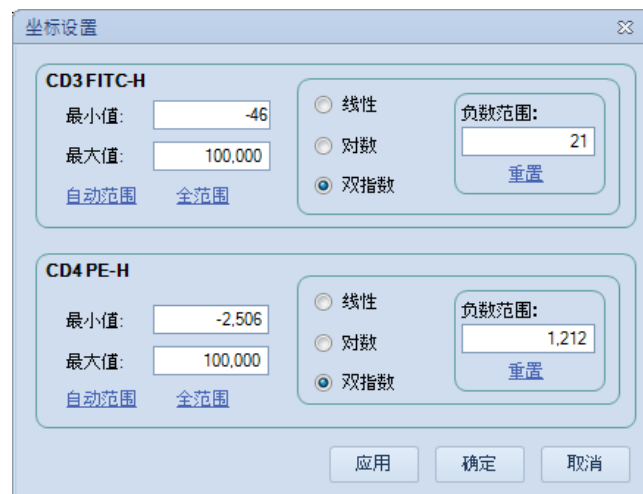 坐标设置
CD3 FITC-H
最小值: -46
最大值: 100,000
自动范围 全范围
线性
对数
双指数
负数范围:
21
重置
CD4 PE-H
最小值: -2,506
最大值: 100,000
自动范围 全范围
线性
对数
双指数
负数范围:
1,212
重置
应用 确定 取消